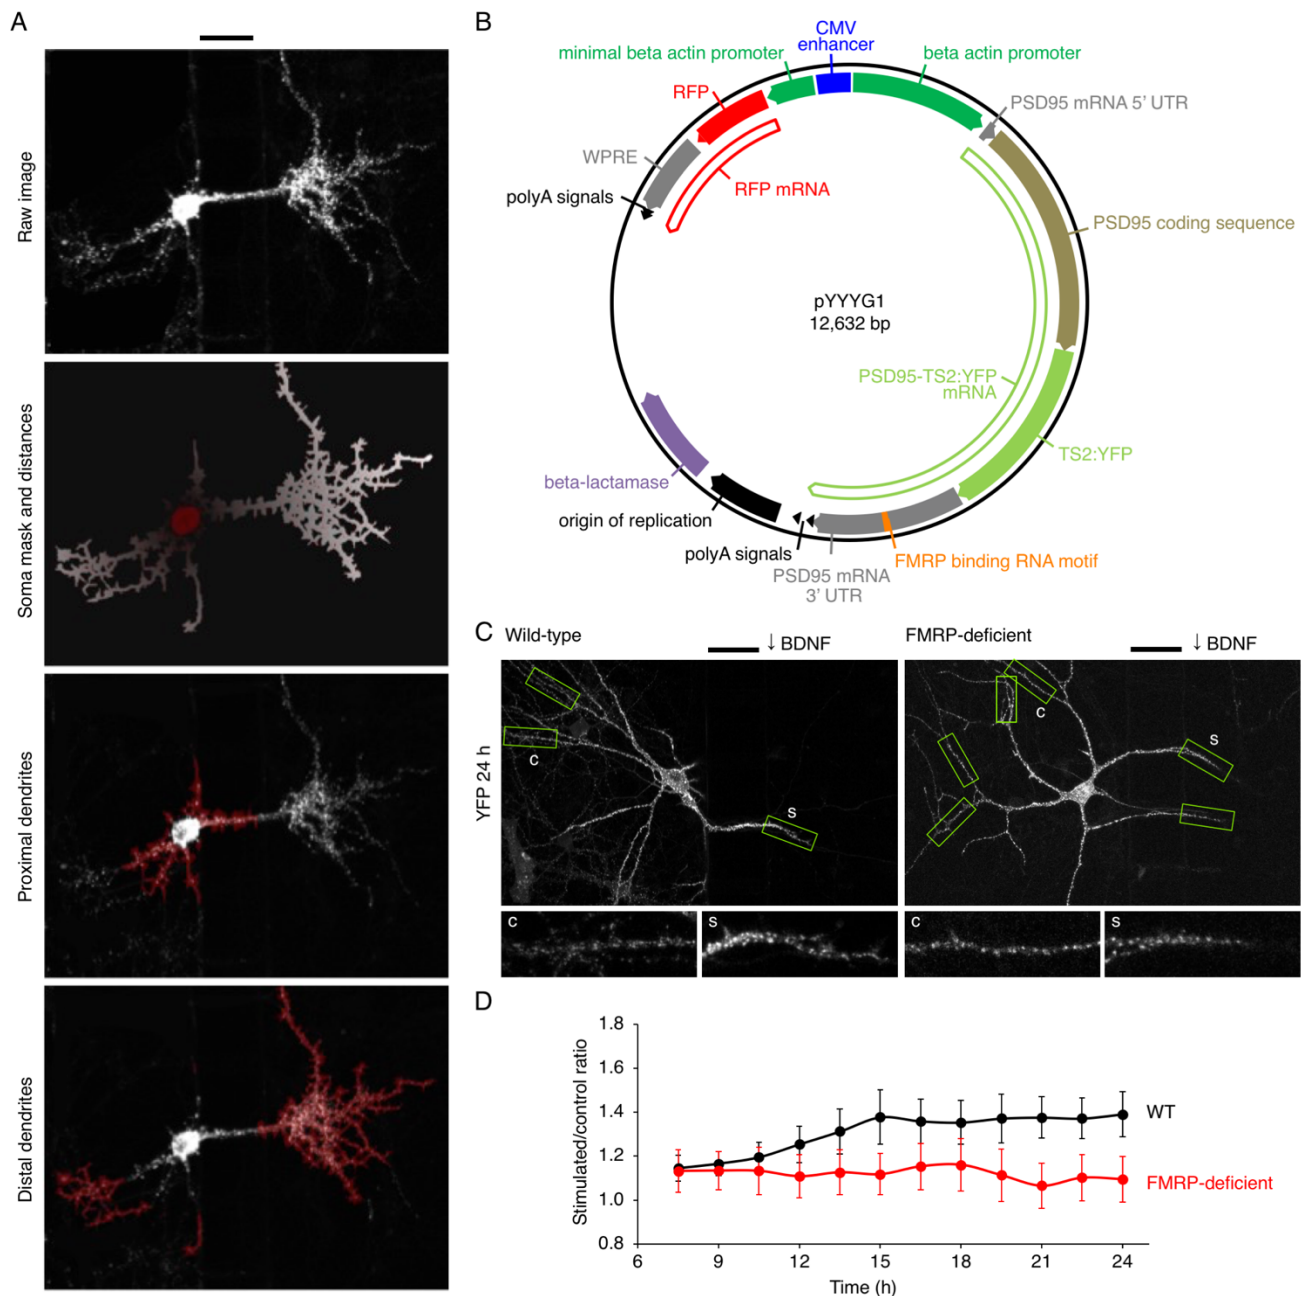 A
Raw image
Soma mask and distances
Proximal dendrites
Distal dendrites
B
CMV
enhancer
minimal beta actin promoter
beta actin promoter
RFP
PSD95 mRNA 5' UTR
WPRE
RFP mRNA
polyA signals
PSD95 coding sequence
pYYYG1
12,632 bp
PSD95-TS2:YFP
mRNA
TS2:YFP
beta-lactamase
origin of replication
polyA signals
FMRP binding RNA motif
PSD95 mRNA
3' UTR
C
Wild-type
↓ BDNF
FMRP-deficient
↓ BDNF
YFP 24 h
c
s
c
s
c
s
c
s
D
Stimulated/control ratio
1.8
1.6
1.4
1.2
1.0
0.8
WT
FMRP-deficient
6 9 12 15 18 21 24
Time (h)